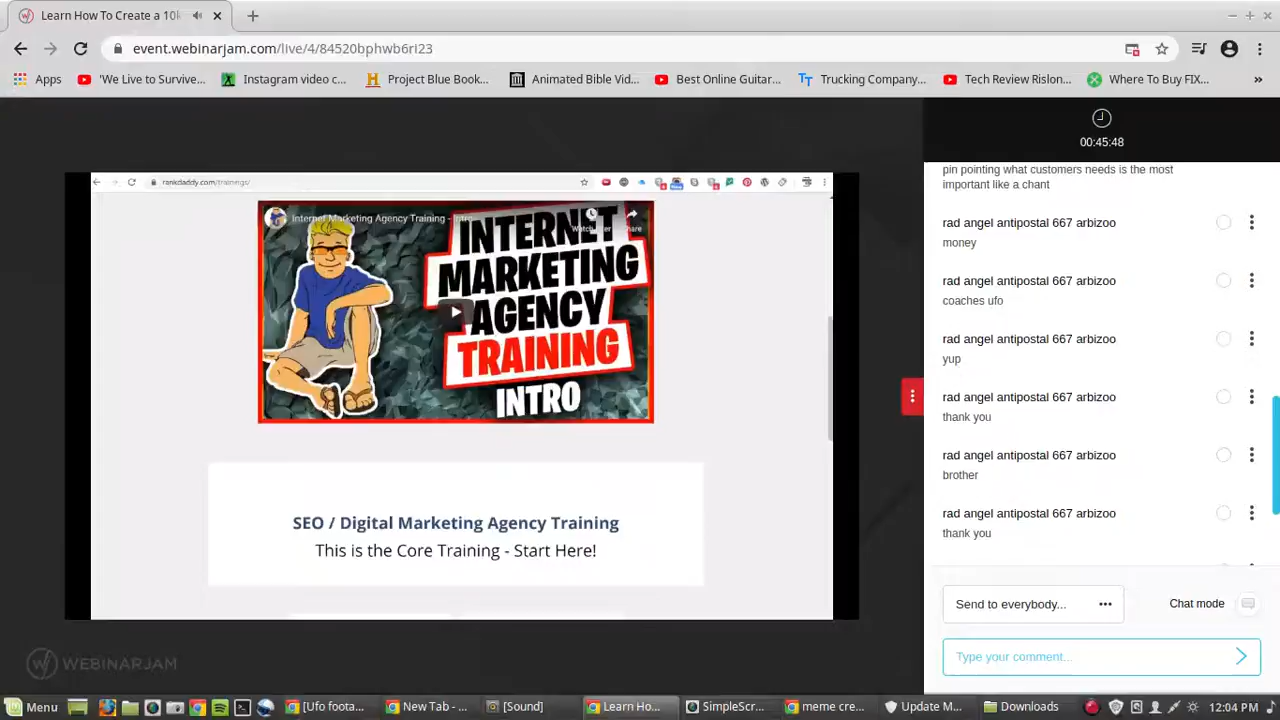 Learn How To Create a 10k
event.webinarjam.com/live/4/84520bphwb6ri23
Apps
'We Live to Survive...
Instagram video c...
Project Blue Book...
Animated Bible Vid...
Best Online Guitar...
Trucking Company...
Tech Review Rislon...
Where To Buy FIX...
»
00:45:48
rankdaddy.com/trainings/
Internet Marketing Agency Training - Intro
INTERNET
MARKETING
AGENCY
TRAINING
INTRO
SEO / Digital Marketing Agency Training
This is the Core Training - Start Here!
WEBINARJAM
pin pointing what customers needs is the most
important like a chant
rad angel antipostal 667 arbizoo
money
rad angel antipostal 667 arbizoo
coaches ufo
rad angel antipostal 667 arbizoo
yup
rad angel antipostal 667 arbizoo
thank you
rad angel antipostal 667 arbizoo
brother
rad angel antipostal 667 arbizoo
thank you
Send to everybody...
Chat mode
Type your comment...
Menu
[Ufo foota...
New Tab -...
[Sound]
Learn Ho...
SimpleScr...
meme cre...
Update M...
Downloads
12:04 PM